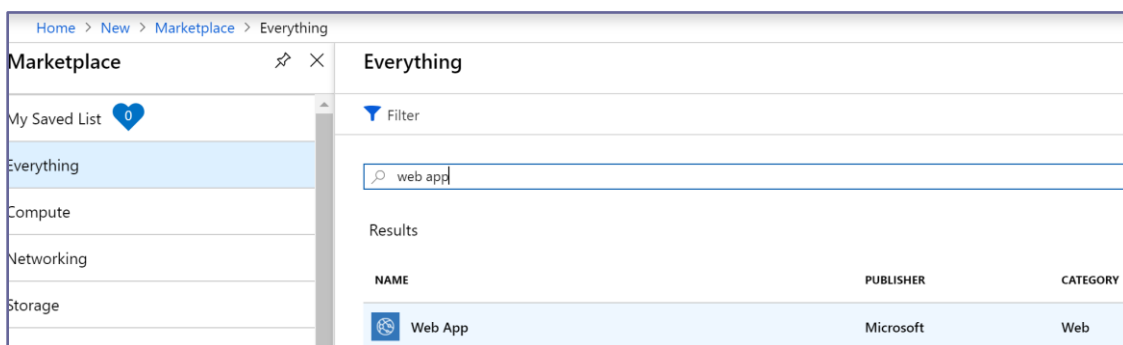 Home > New > Marketplace > Everything
Marketplace
My Saved List 0
Everything
Compute
Networking
Storage
Everything
Filter
web app
Results
NAME PUBLISHER CATEGORY
Web App Microsoft Web